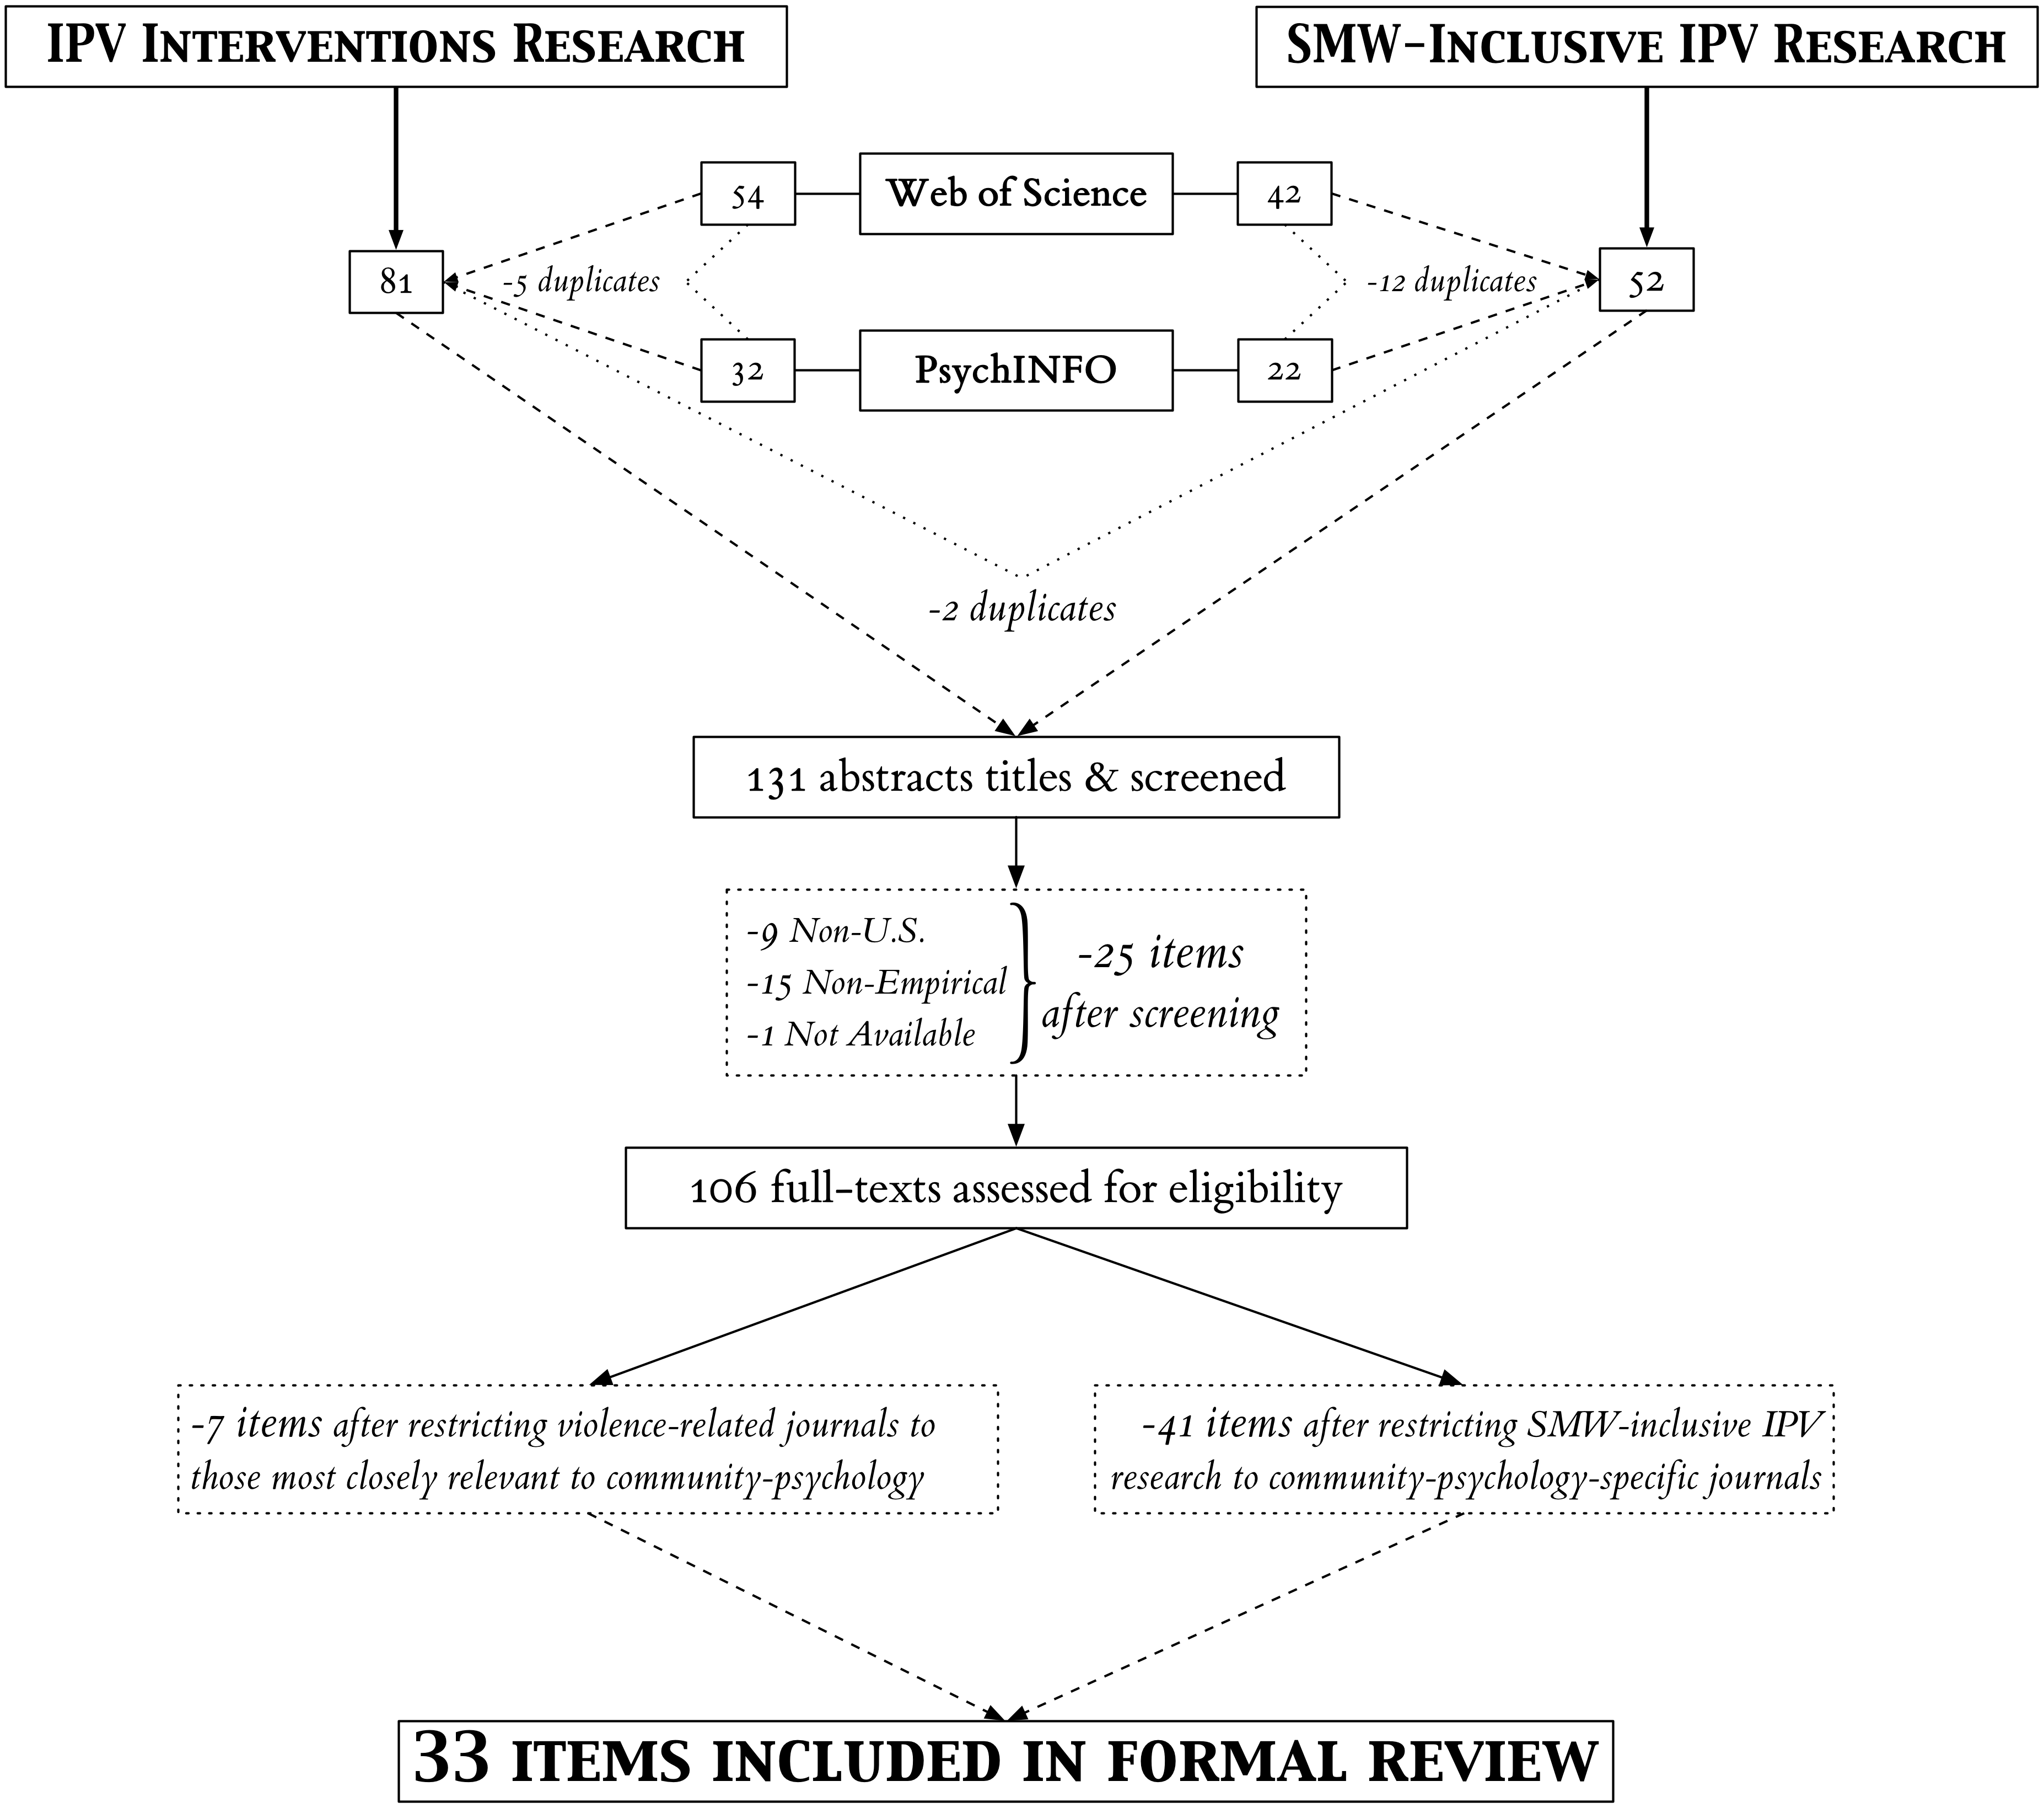 IPV INTERVENTIONS RESEARCH
SMW-INCLUSIVE IPV RESEARCH
54
Web of Science
42
81
-5 duplicates
-12 duplicates
52
32
PsychINFO
22
-2 duplicates
131 abstracts titles & screened
-9 Non-U.S.
-15 Non-Empirical
-1 Not Available
-25 items
after screening
106 full-texts assessed for eligibility
-7 items after restricting violence-related journals to
those most closely relevant to community-psychology
-41 items after restricting SMW-inclusive IPV
research to community-psychology-specific journals
33 ITEMS INCLUDED IN FORMAL REVIEW